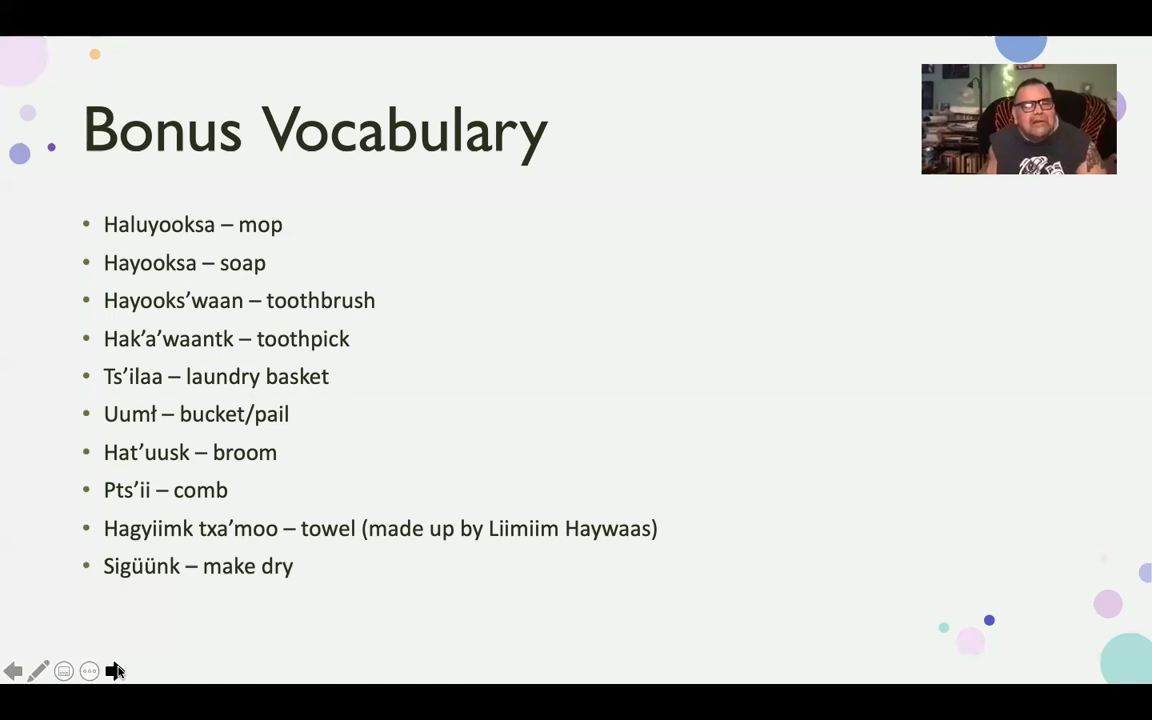 Bonus Vocabulary
• Haluyooksa – mop
• Hayooksa – soap
• Hayooks’waan – toothbrush
• Hak’a’waantk – toothpick
• Ts’ilaa – laundry basket
• Uumł – bucket/pail
• Hat’uusk – broom
• Pts’ii – comb
• Hagyiimk txa’moo – towel (made up by Liimiim Haywaas)
• Sigüünk – make dry